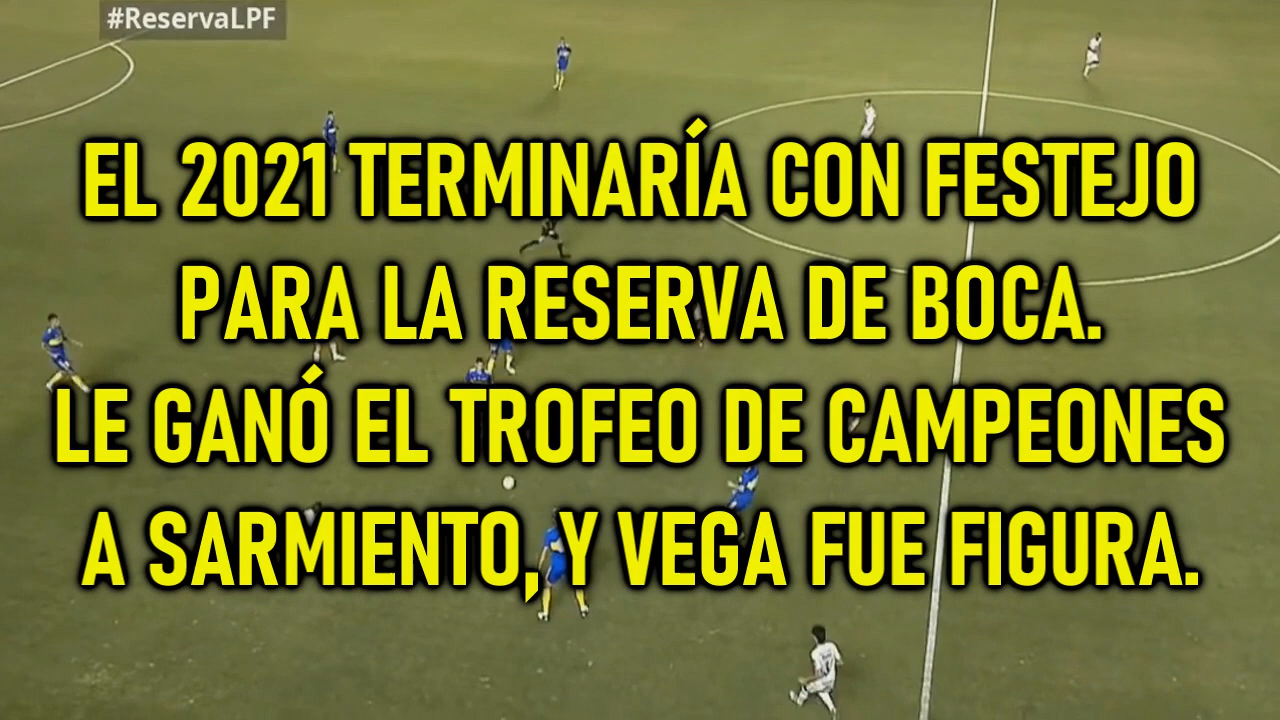 #ReservaLPF
EL 2021 TERMINARÍA CON FESTEJO
PARA LA RESERVA DE BOCA.
LE GANÓ EL TROFEO DE CAMPEONES
A SARMIENTO, Y VEGA FUE FIGURA.